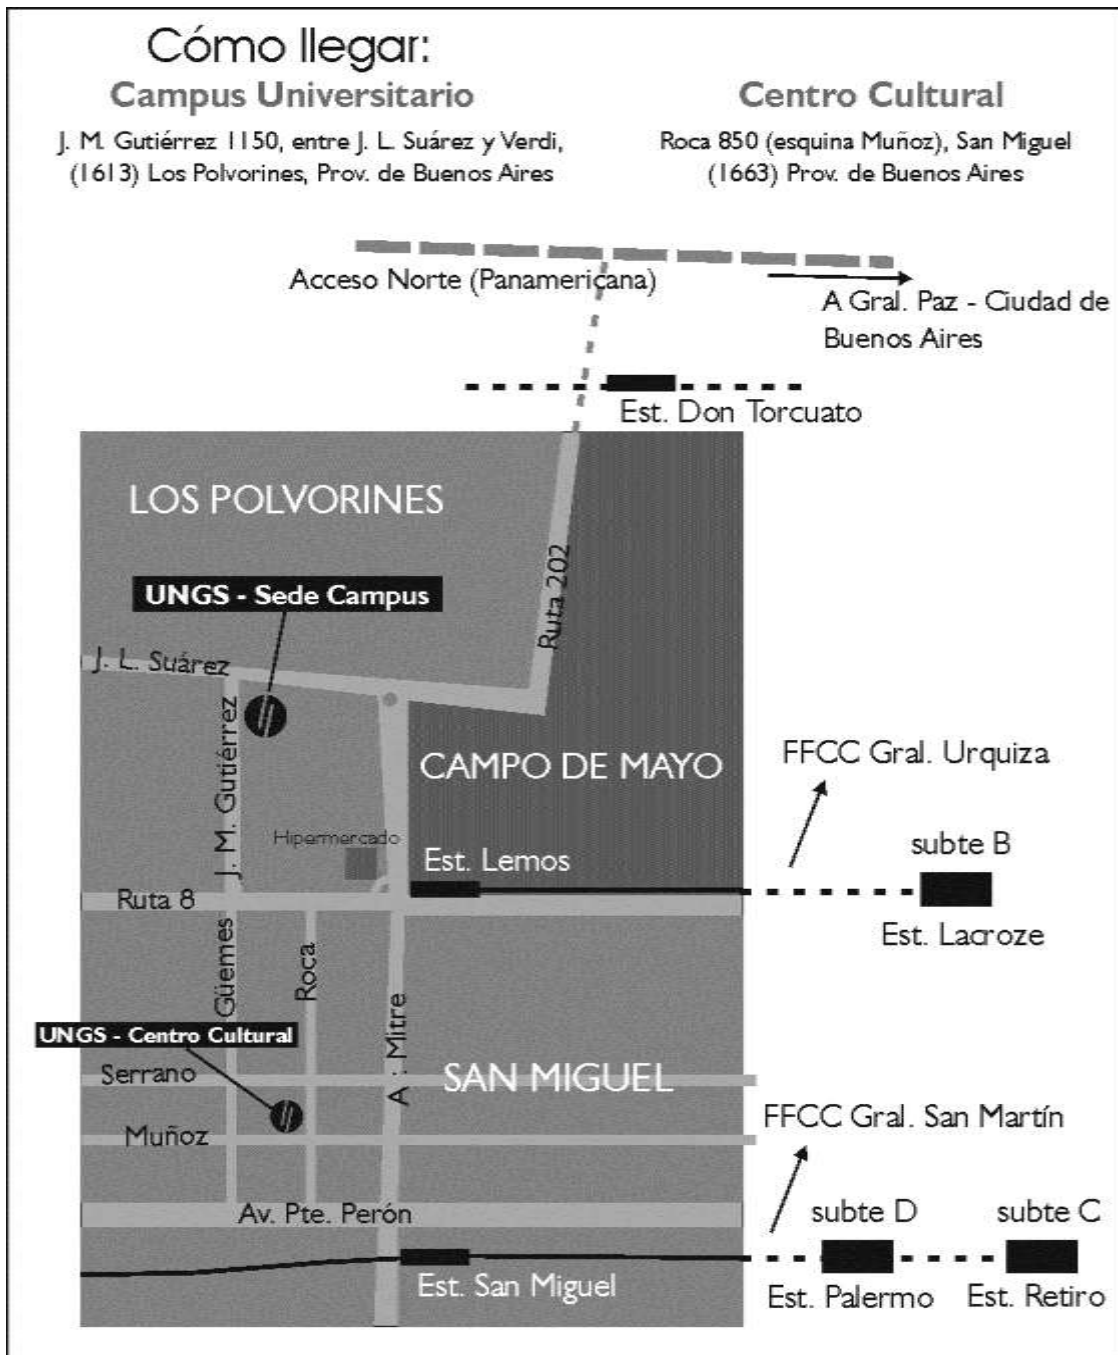 Cómo llegar:
Campus Universitario
J. M. Gutiérrez 1150, entre J. L. Suárez y Verdi,
(1613) Los Polvorines, Prov. de Buenos Aires
Centro Cultural
Roca 850 (esquina Muñoz), San Miguel
(1663) Prov. de Buenos Aires
Acceso Norte (Panamericana)
A Gral. Paz - Ciudad de
Buenos Aires
Est. Don Torcuato
LOS POLVORINES
Ruta 202
UNGS - Sede Campus
J. L. Suárez
J. M. Gutiérrez
CAMPO DE MAYO
FFCC Gral. Urquiza
Hipermercado
Est. Lemos
subte B
Ruta 8
Est. Lacroze
Güemes
Roca
A : Mitre
UNGS - Centro Cultural
Serrano
SAN MIGUEL
FFCC Gral. San Martín
Muñoz
Av. Pte. Perón
subte D
subte C
Est. San Miguel
Est. Palermo
Est. Retiro